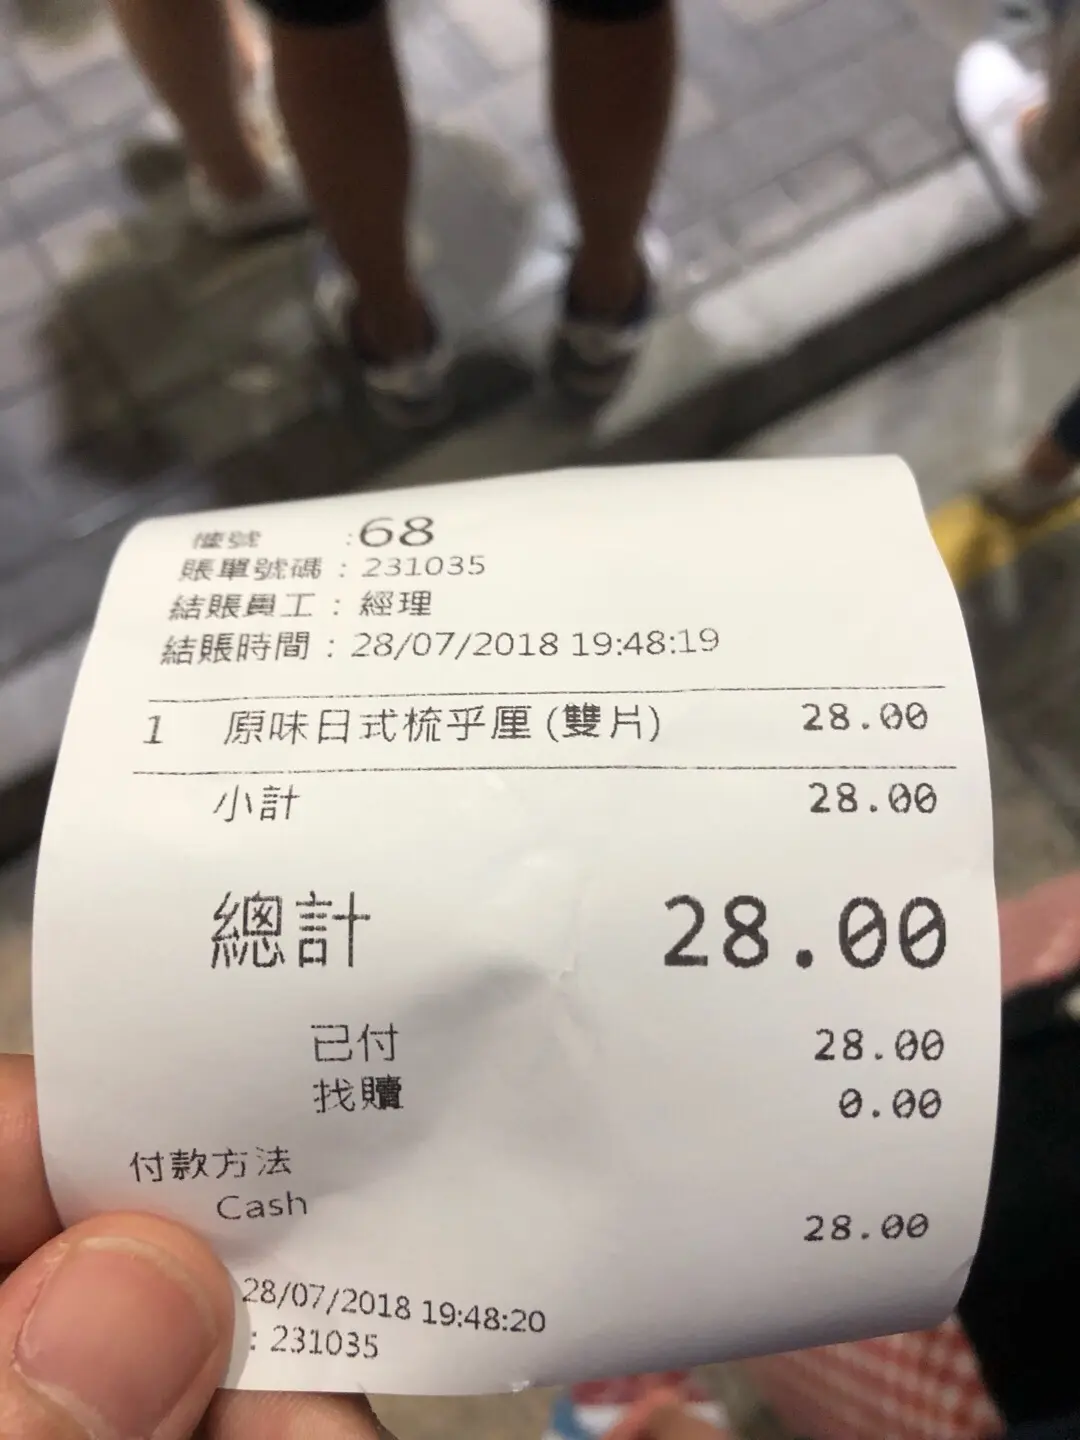 檯號 :68
賬單號碼 : 231035
結賬員工 : 經理
結賬時間 : 28/07/2018 19:48:19
1 原味日式梳乎厘 (雙片) 28.00
小計 28.00
總計 28.00
已付 28.00
找贖 0.00
付款方法
Cash
28.00
28/07/2018 19:48:20
: 231035